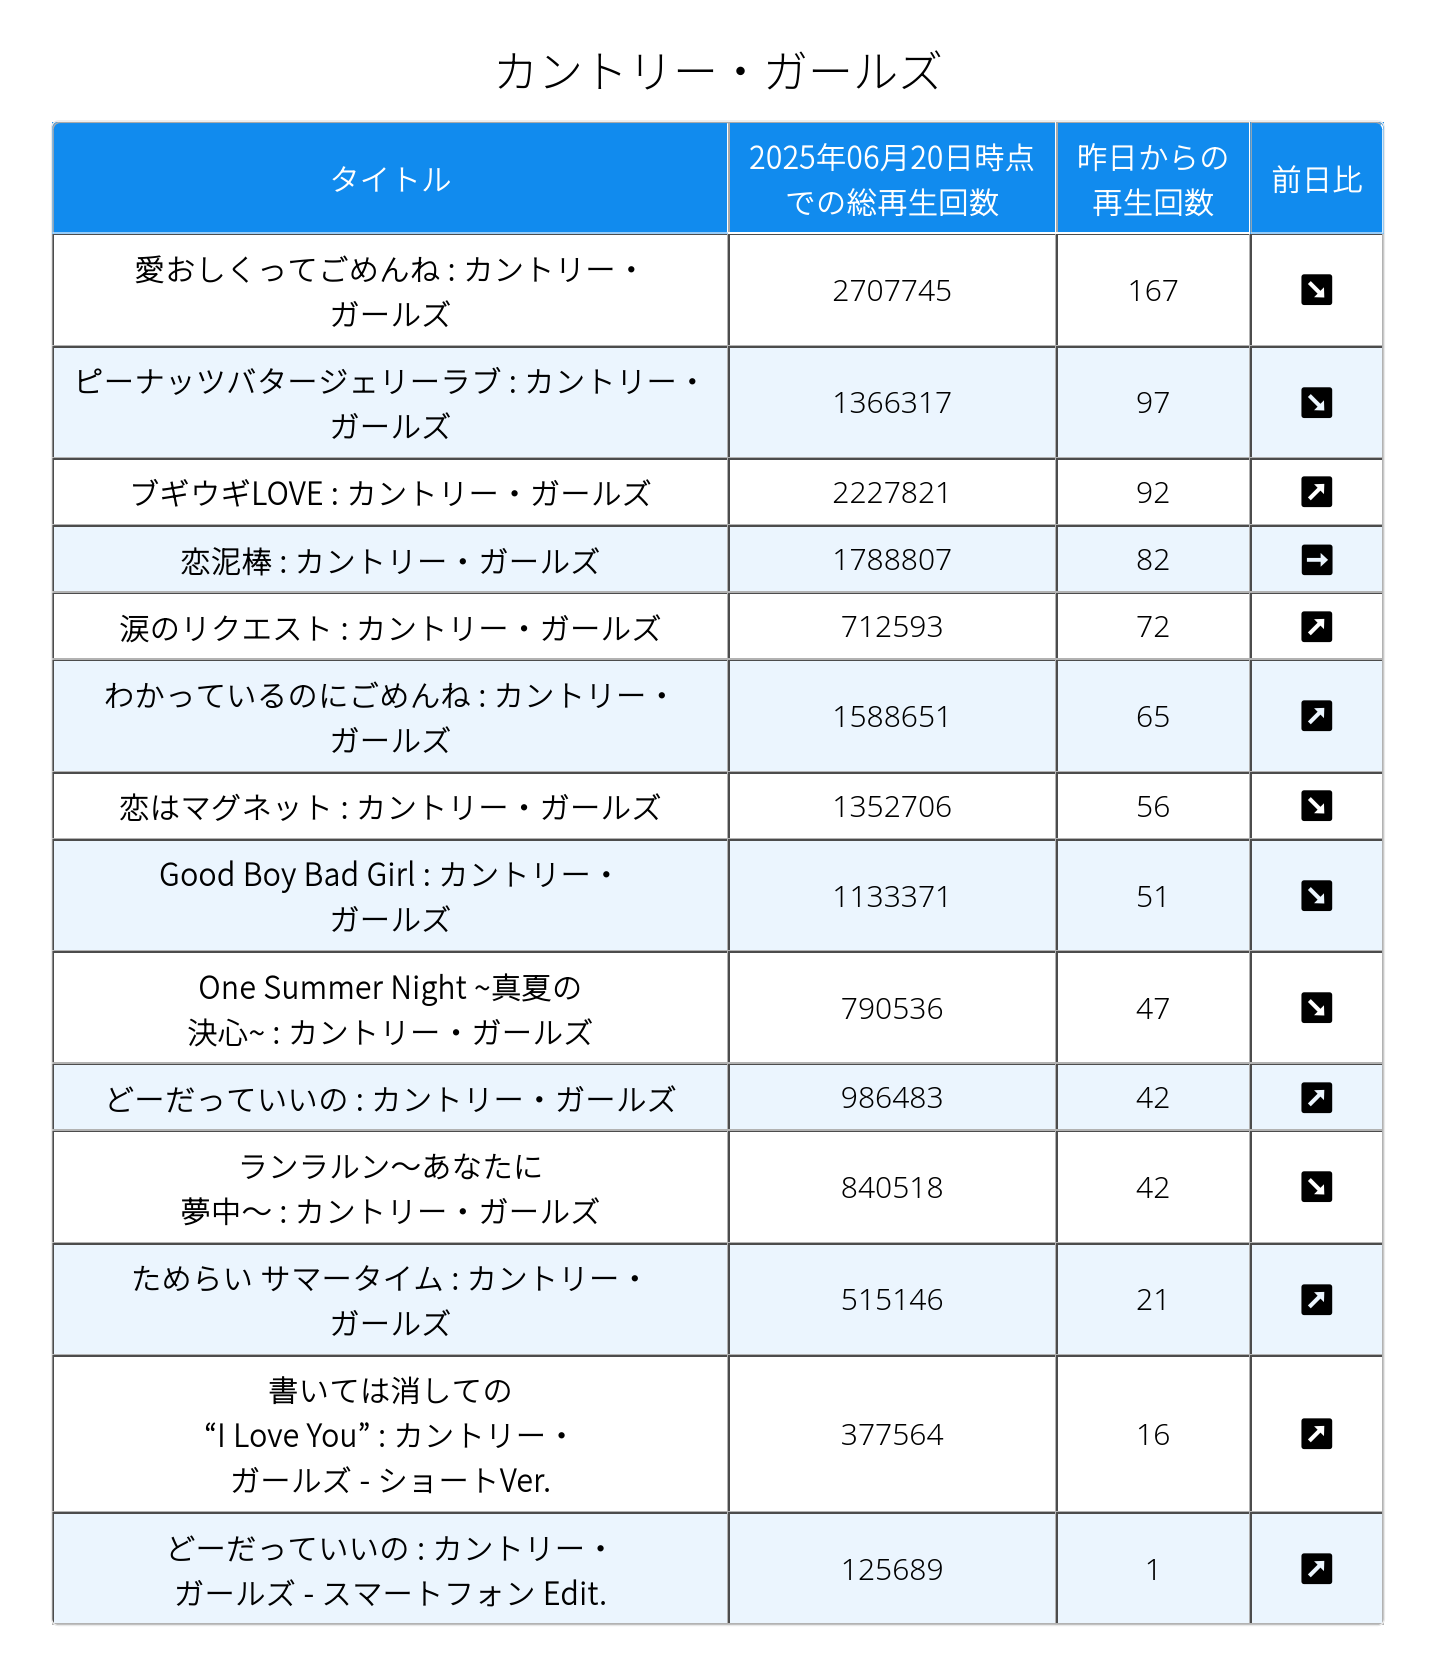 カントリー・ガールズ
タイトル
2025年06月20日時点
での総再生回数
昨日からの
再生回数
前日比
愛おしくってごめんね : カントリー・
ガールズ
2707745
167
ピーナッツバタージェリーラブ : カントリー・
ガールズ
1366317
97
ブギウギLOVE : カントリー・ガールズ
2227821
92
恋泥棒 : カントリー・ガールズ
1788807
82
涙のリクエスト : カントリー・ガールズ
712593
72
わかっているのにごめんね : カントリー・
ガールズ
1588651
65
恋はマグネット : カントリー・ガールズ
1352706
56
Good Boy Bad Girl : カントリー・
ガールズ
1133371
51
One Summer Night ~真夏の
決心~ : カントリー・ガールズ
790536
47
どーだっていいの : カントリー・ガールズ
986483
42
ランラルン～あなたに
夢中～ : カントリー・ガールズ
840518
42
ためらい サマータイム : カントリー・
ガールズ
515146
21
書いては消しての
“I Love You” : カントリー・
ガールズ - ショートVer.
377564
16
どーだっていいの : カントリー・
ガールズ - スマートフォン Edit.
125689
1